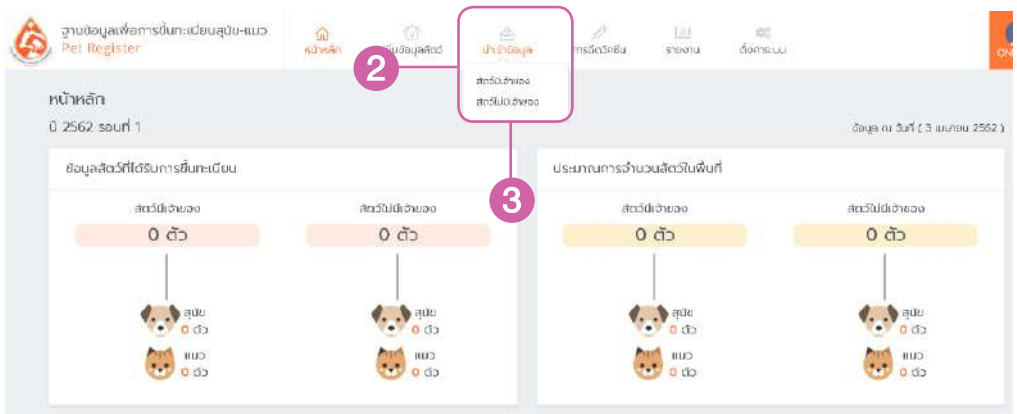 ฐานข้อมูลเพื่อการขึ้นทะเบียนสุนัข-แมว
Pet Register
หน้าหลัก
นำเข้าข้อมูล
การฉีดวัคซีน
รายงาน
ตั้งค่าระบบ
2
สัตว์มีเจ้าของ
สัตว์ไม่มีเจ้าของ
หน้าหลัก
ปี 2562 รอบที่ 1
ข้อมูล ณ วันที่ ( 3 เมษายน 2562 )
ข้อมูลสัตว์ที่ได้รับการขึ้นทะเบียน
ประมาณการจำนวนสัตว์ในพื้นที่
3
สัตว์มีเจ้าของ
สัตว์ไม่มีเจ้าของ
สัตว์มีเจ้าของ
สัตว์ไม่มีเจ้าของ
0 ตัว
0 ตัว
0 ตัว
0 ตัว
สุนัข
0 ตัว
สุนัข
0 ตัว
สุนัข
0 ตัว
สุนัข
0 ตัว
แมว
0 ตัว
แมว
0 ตัว
แมว
0 ตัว
แมว
0 ตัว